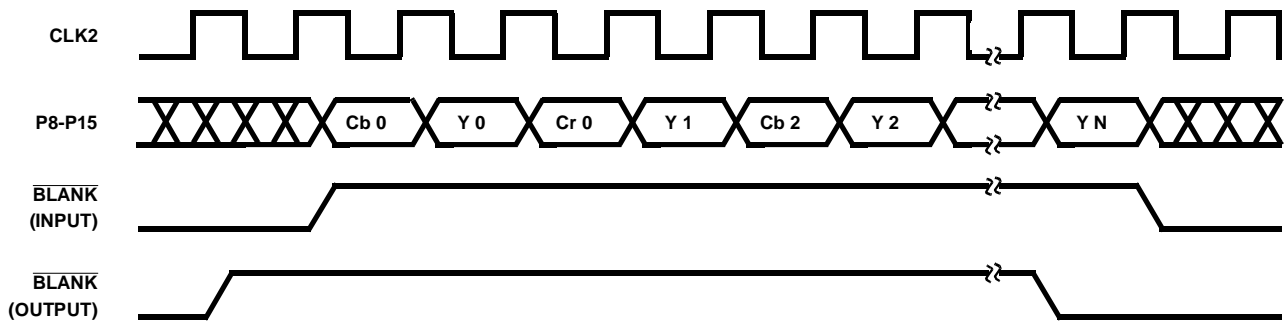 CLK2
P8-P15
Cb 0
Y 0
Cr 0
Y 1
Cb 2
Y 2
Y N
BLANK
(INPUT)
BLANK
(OUTPUT)